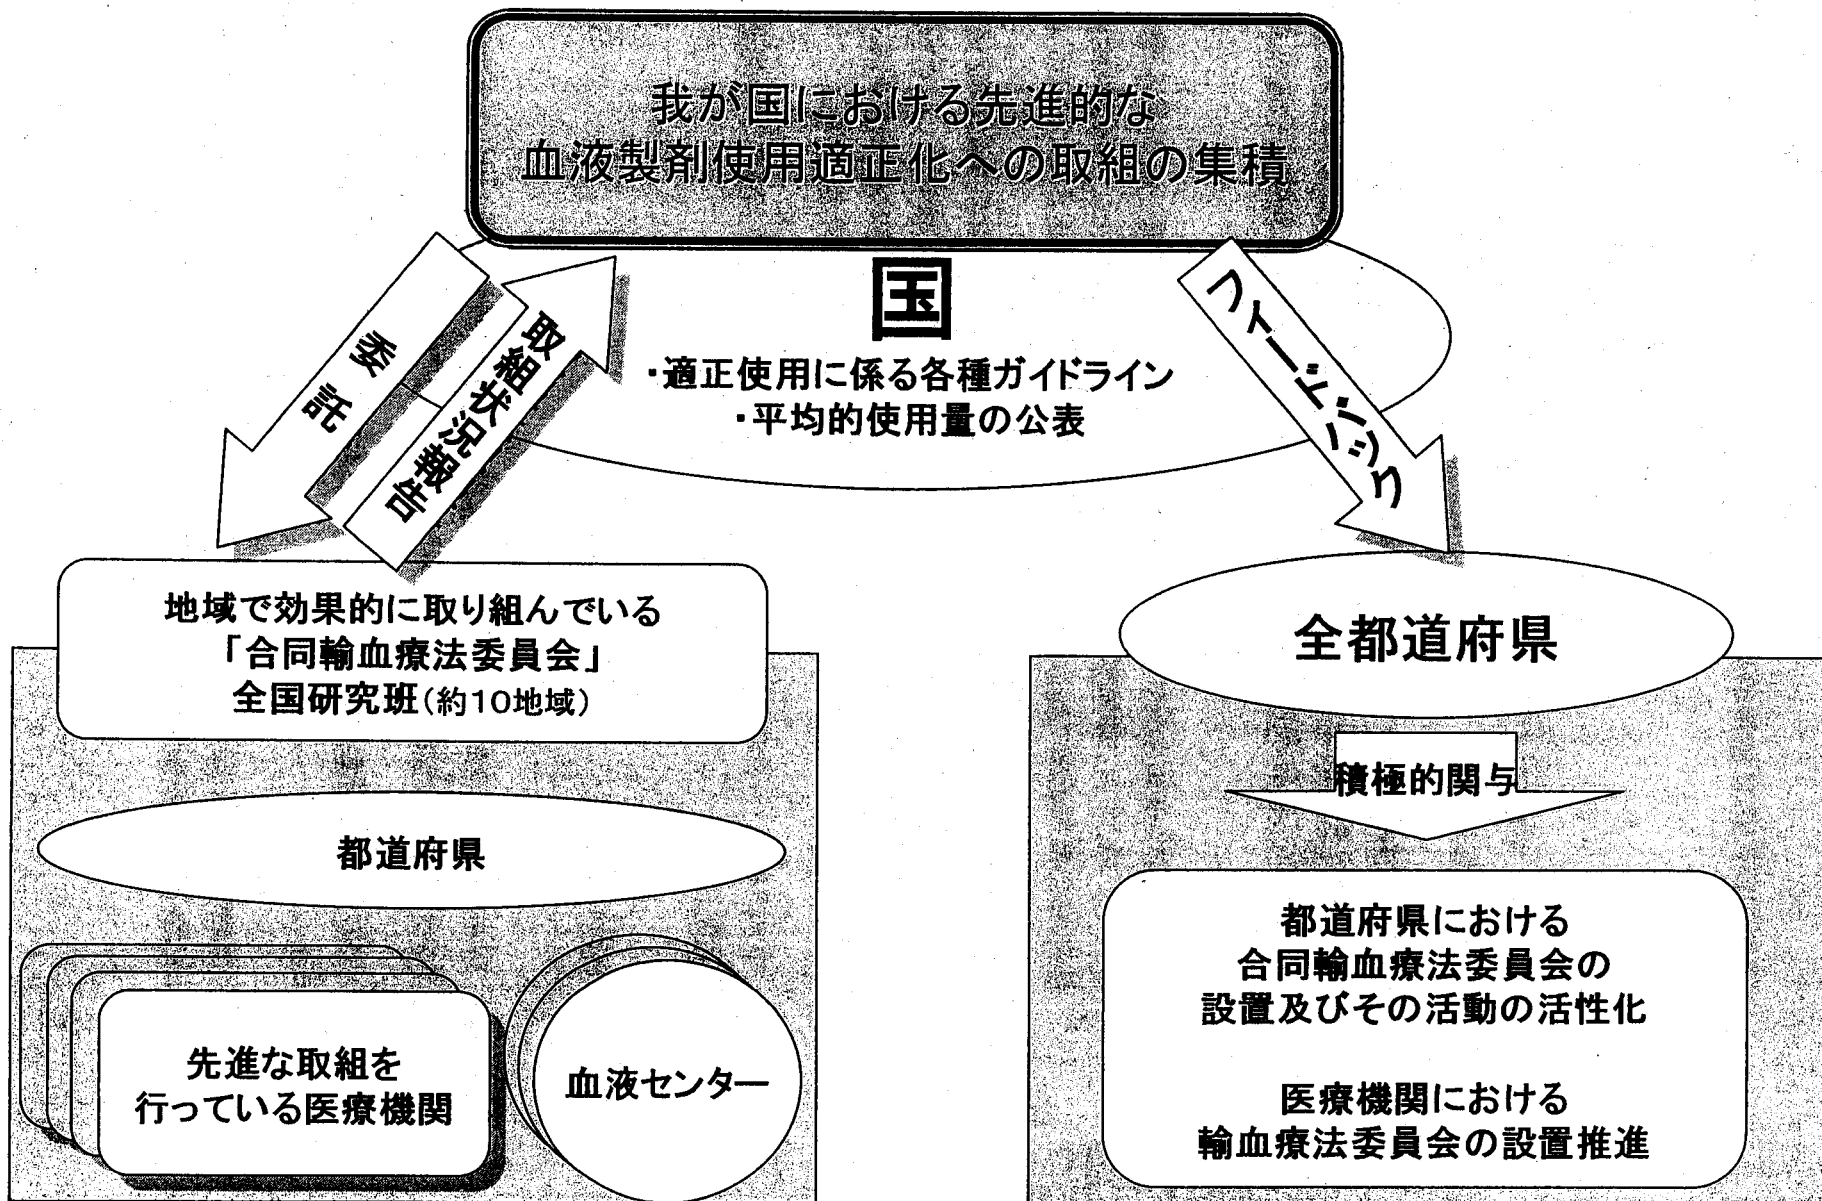 我が国における先進的な
血液製剤使用適正化への取組の集積
国
・適正使用に係る各種ガイドライン
・平均的使用量の公表
委託
取組状況報告
フィードバック
地域で効果的に取り組んでいる
「合同輸血療法委員会」
全国研究班(約10地域)
都道府県
先進な取組を
行っている医療機関
血液センター
全都道府県
積極的関与
都道府県における
合同輸血療法委員会の
設置及びその活動の活性化
医療機関における
輸血療法委員会の設置推進